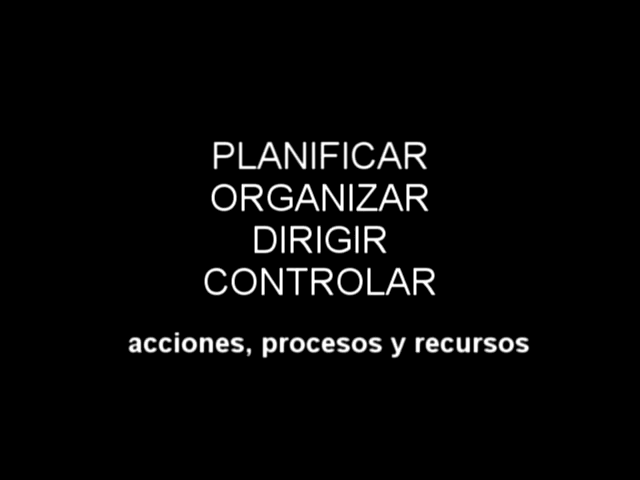 PLANIFICAR
ORGANIZAR
DIRIGIR
CONTROLAR
acciones, procesos y recursos